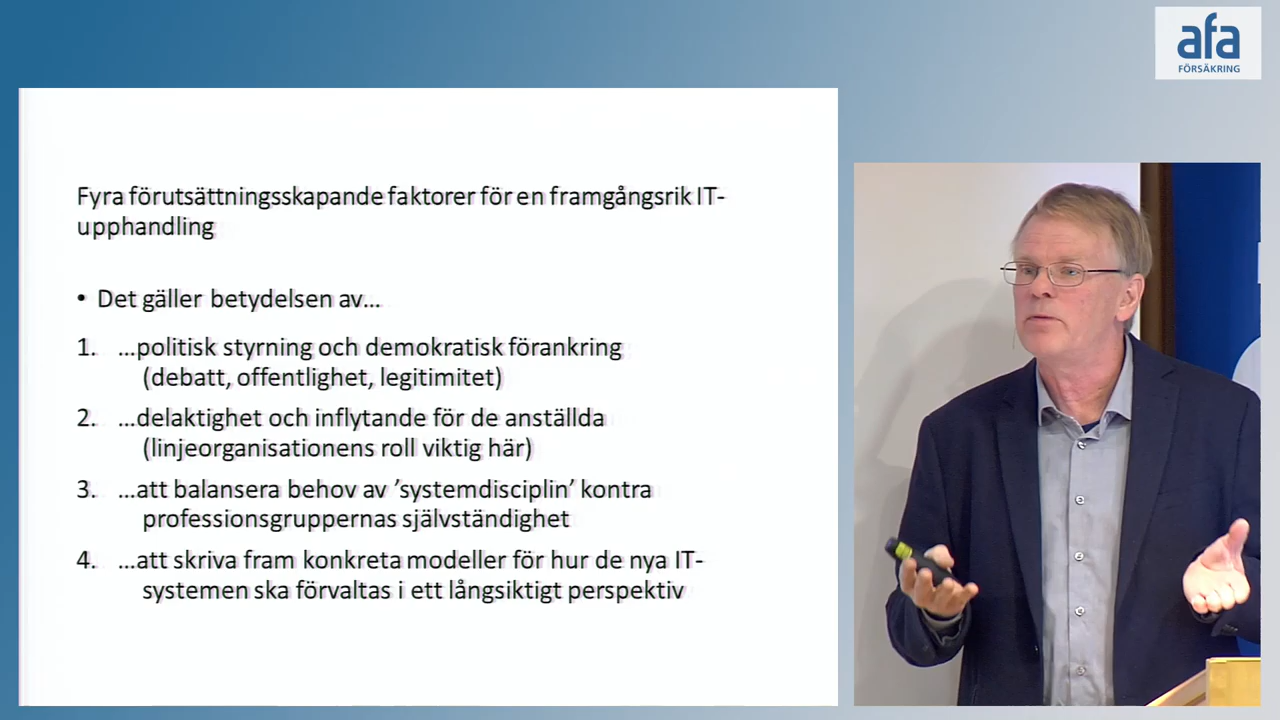 afa
FÖRSÄKRING
Fyra förutsättningsskapande faktorer för en framgångsrik IT-
upphandling
• Det gäller betydelsen av...
1. ...politisk styrning och demokratisk förankring
(debatt, offentlighet, legitimitet)
2. ...delaktighet och inflytande för de anställda
(linjeorganisationens roll viktig här)
3. ...att balansera behov av ’systemdisciplin’ kontra
professionsgruppernas självständighet
4. ...att skriva fram konkreta modeller för hur de nya IT-
systemen ska förvaltas i ett långsiktigt perspektiv